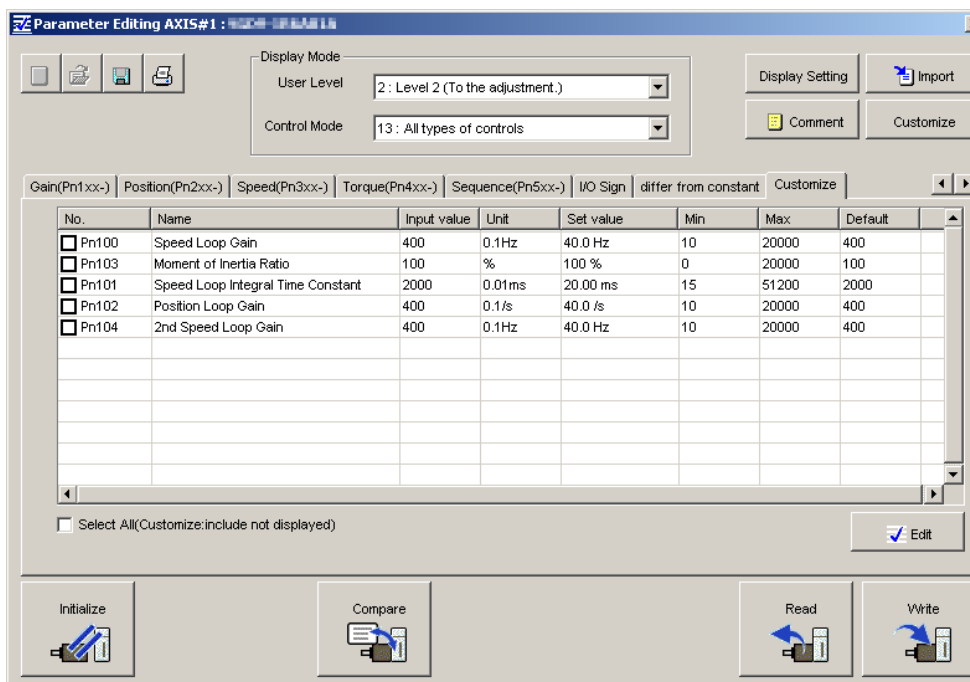 Parameter Editing AXIS#1 :
Display Mode
User Level 2 : Level 2 (To the adjustment.)
Control Mode 13 : All types of controls
Display Setting Import
Comment Customize
Gain(Pn1xx-) Position(Pn2xx-) Speed(Pn3xx-) Torque(Pn4xx-) Sequence(Pn5xx-) I/O Sign differ from constant Customize
No. Name Input value Unit Set value Min Max Default
Pn100 Speed Loop Gain 400 0.1Hz 40.0 Hz 10 20000 400
Pn103 Moment of Inertia Ratio 100 % 100 % 0 20000 100
Pn101 Speed Loop Integral Time Constant 2000 0.01ms 20.00 ms 15 51200 2000
Pn102 Position Loop Gain 400 0.1/s 40.0 /s 10 20000 400
Pn104 2nd Speed Loop Gain 400 0.1Hz 40.0 Hz 10 20000 400
Select All(Customize:include not displayed)
Edit
Initialize Compare Read Write